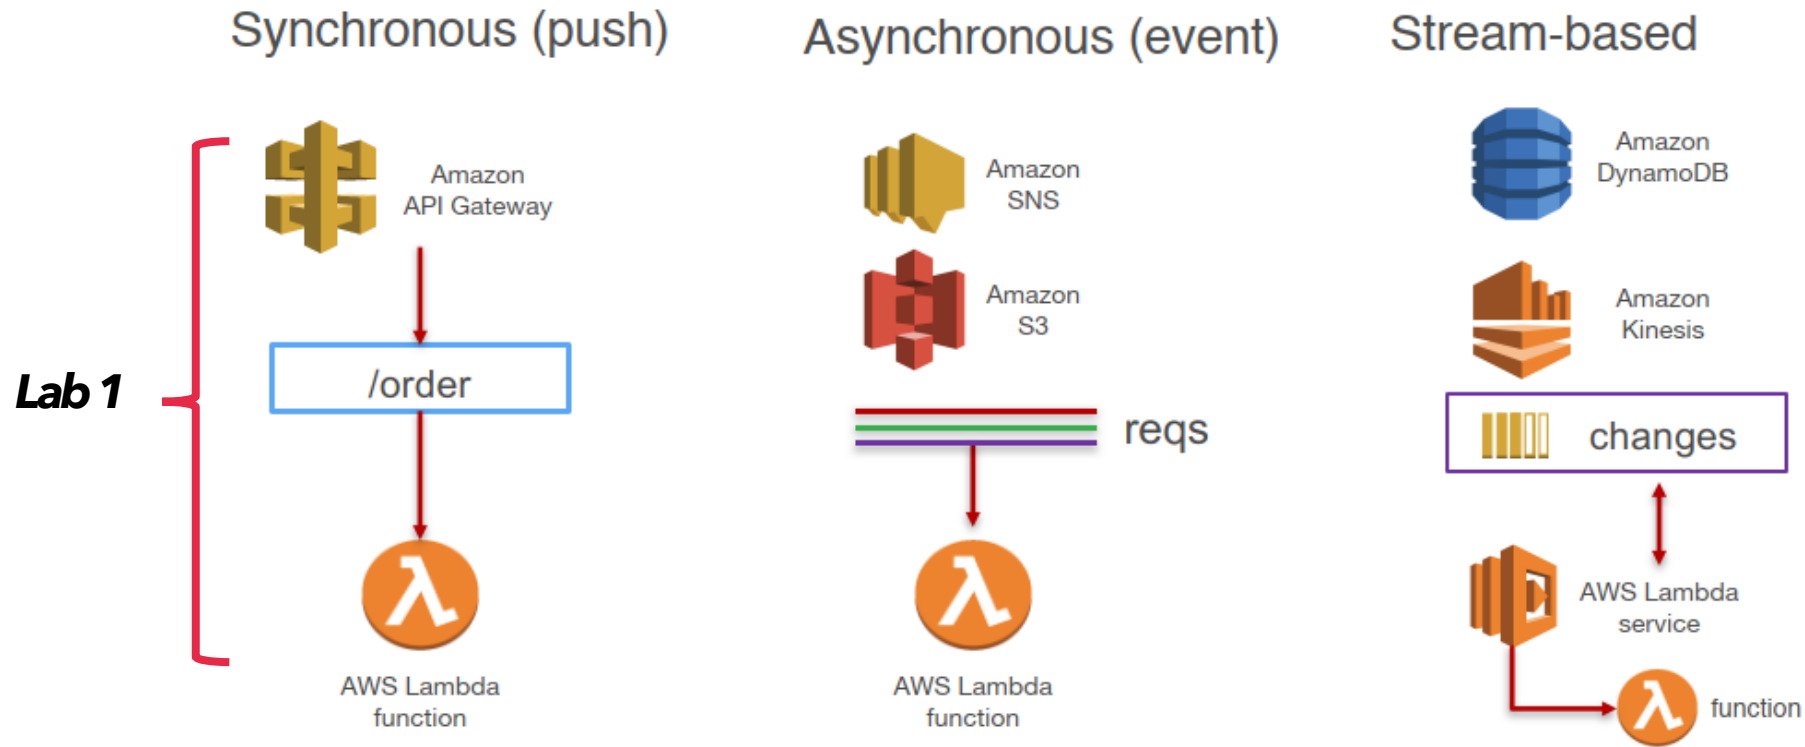 Synchronous (push)
Amazon
API Gateway
/order
Lab 1
AWS Lambda
function
Asynchronous (event)
Amazon
SNS
Amazon
S3
reqs
AWS Lambda
function
Stream-based
Amazon
DynamoDB
Amazon
Kinesis
changes
AWS Lambda
service
function